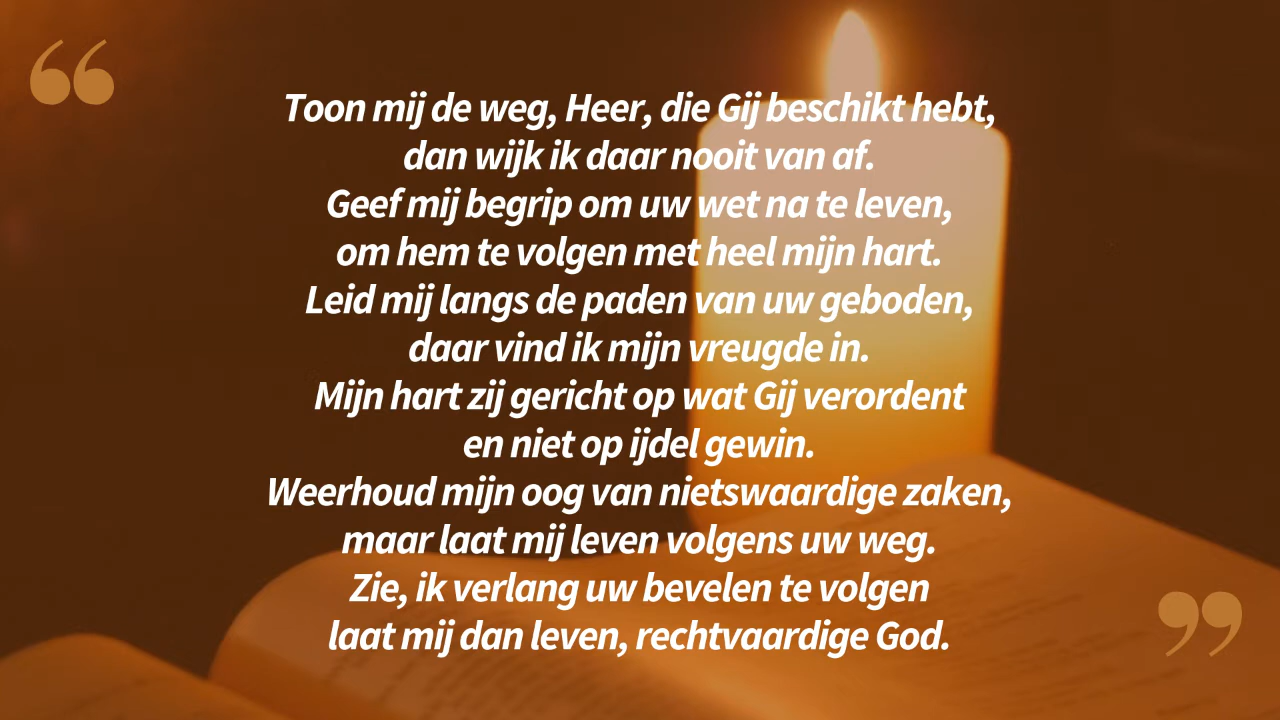 Toon mij de weg, Heer, die Gij beschikt hebt,
dan wijk ik daar nooit van af.
Geef mij begrip om uw wet na te leven,
om hem te volgen met heel mijn hart.
Leid mij langs de paden van uw geboden,
daar vind ik mijn vreugde in.
Mijn hart zij gericht op wat Gij verordent
en niet op ijdel gewin.
Weerhoud mijn oog van nietswaardige zaken,
maar laat mij leven volgens uw weg.
Zie, ik verlang uw bevelen te volgen
laat mij dan leven, rechtvaardige God.